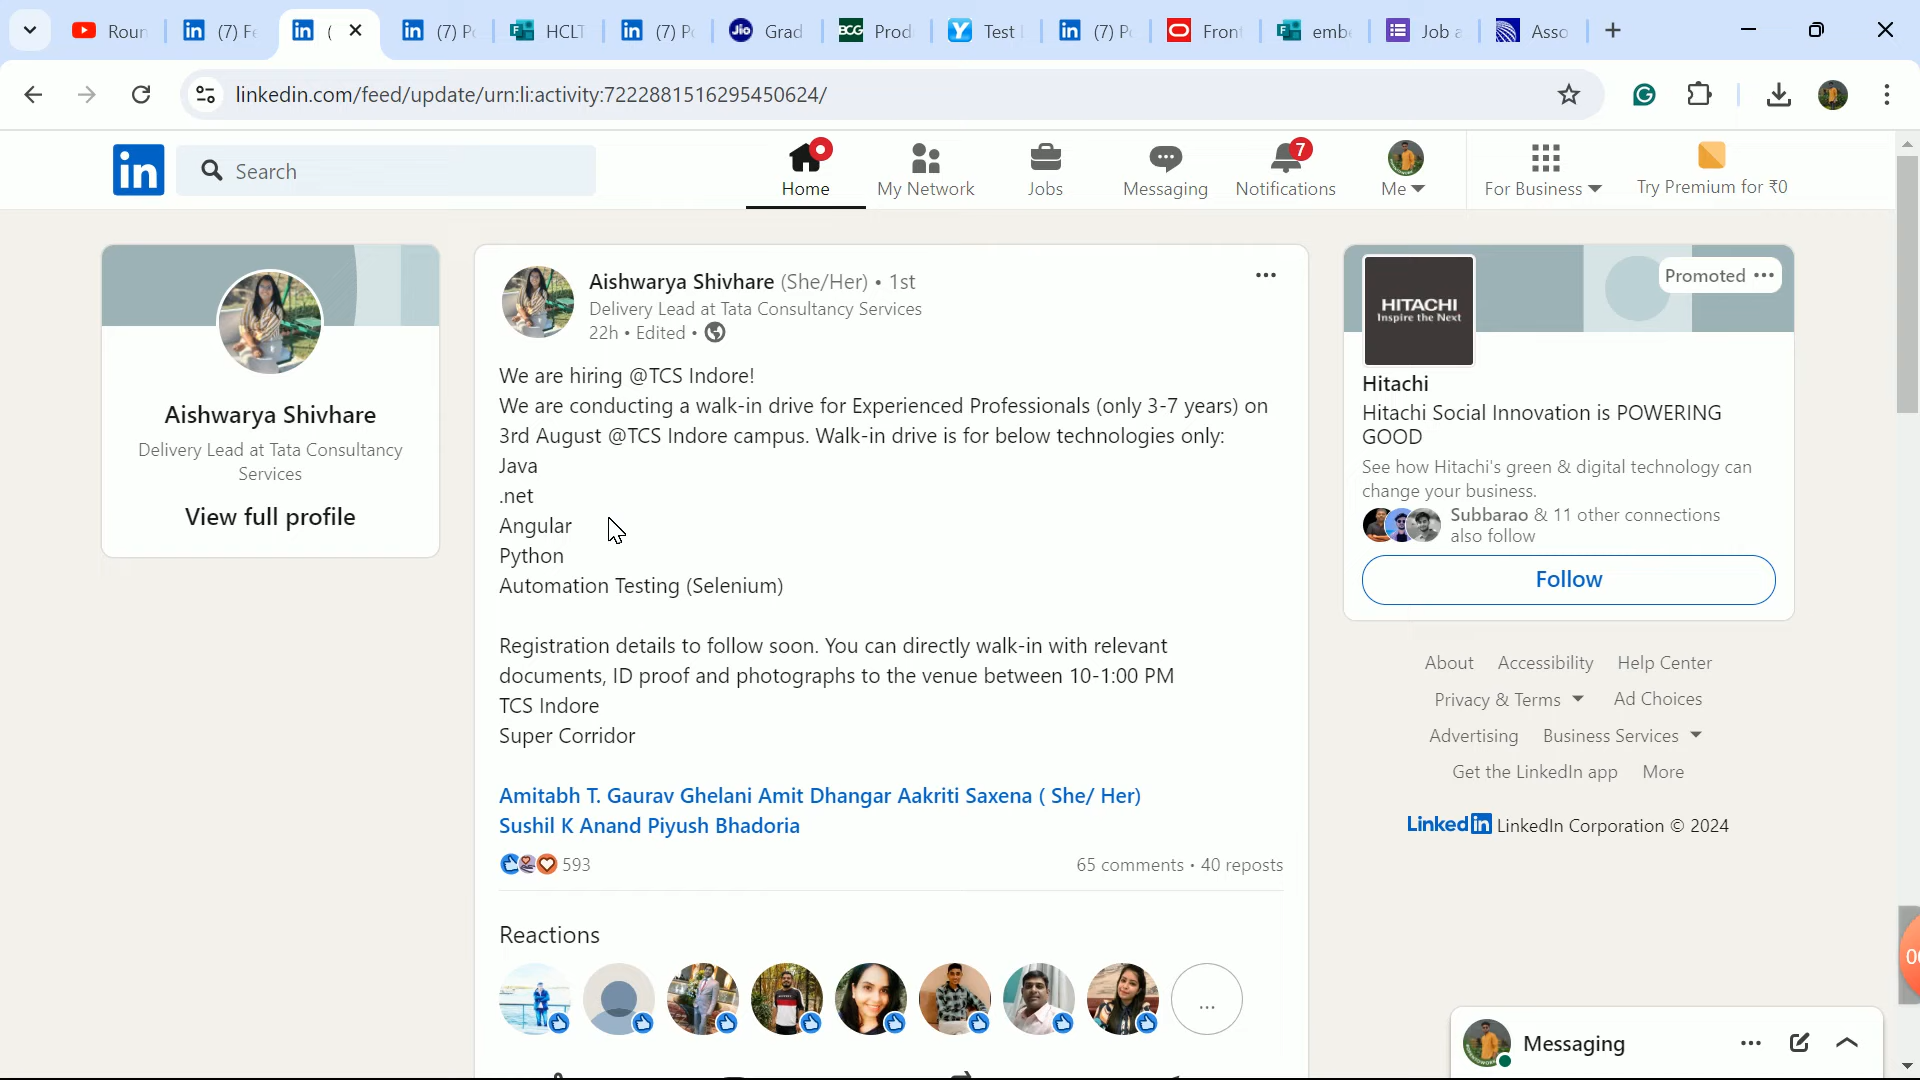 Roun
(7) Fe
(
(7) Po
HCLT
(7) Po
Jio
Grad
BCG
Prod
Test
(7) Po
Fron
embe
Job a
Asso
linkedin.com/feed/update/urn:li:activity:7222881516295450624/
in
Search
Home
My Network
Jobs
Messaging
7
Notifications
Me
For Business
Try Premium for ₹0
Aishwarya Shivhare
Delivery Lead at Tata Consultancy
Services
View full profile
Aishwarya Shivhare (She/Her) • 1st
Delivery Lead at Tata Consultancy Services
22h • Edited •
We are hiring @TCS Indore!
We are conducting a walk-in drive for Experienced Professionals (only 3-7 years) on
3rd August @TCS Indore campus. Walk-in drive is for below technologies only:
Java
.net
Angular
Python
Automation Testing (Selenium)
Registration details to follow soon. You can directly walk-in with relevant
documents, ID proof and photographs to the venue between 10-1:00 PM
TCS Indore
Super Corridor
Amitabh T. Gaurav Ghelani Amit Dhangar Aakriti Saxena ( She/ Her)
Sushil K Anand Piyush Bhadoria
593
65 comments • 40 reposts
Reactions
...
Promoted
HITACHI
Inspire the Next
Hitachi
Hitachi Social Innovation is POWERING
GOOD
See how Hitachi's green & digital technology can
change your business.
Subbarao & 11 other connections
also follow
Follow
About Accessibility Help Center
Privacy & Terms Ad Choices
Advertising Business Services
Get the LinkedIn app More
LinkedIn LinkedIn Corporation © 2024
Messaging